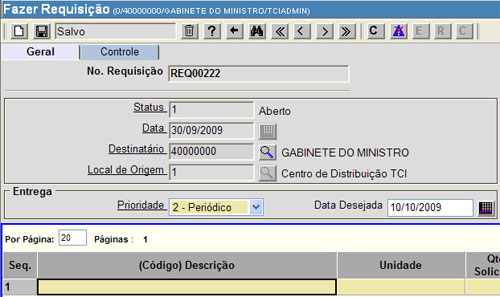 Fazer Requisição (0/40000000/GABINETE DO MINISTRO/TCIADMIN)
Salvo ? C A E R C
Geral Controle
No. Requisição REQ00222
Status 1 Aberto
Data 30/09/2009
Destinatário 40000000 GABINETE DO MINISTRO
Local de Origem 1 Centro de Distribuição TCI
Entrega
Prioridade 2 - Periódico Data Desejada 10/10/2009
Por Página: 20 Páginas : 1
Seq. (Código) Descrição Unidade Qtd Solic
1